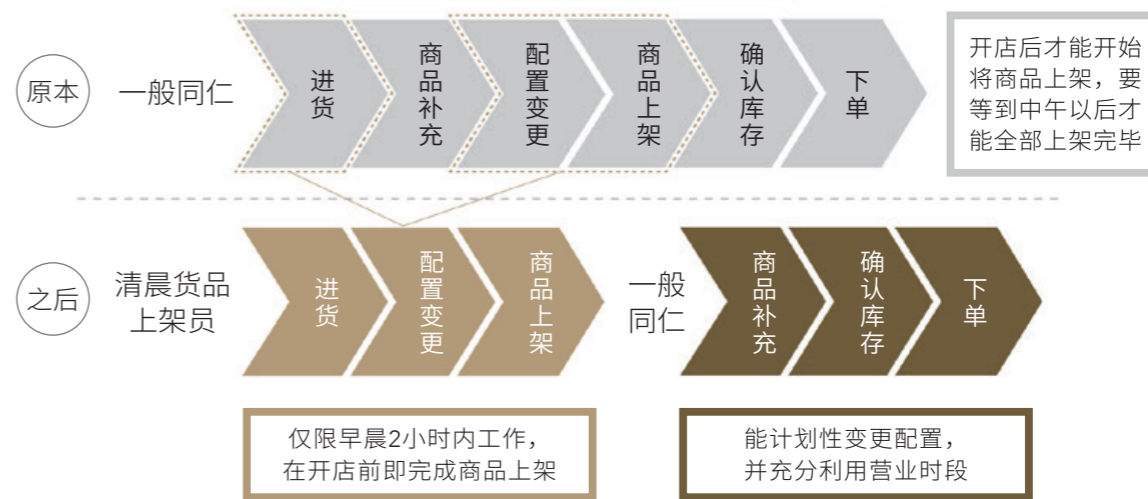 原本
一般同仁
进货
商品补充
配置变更
商品上架
确认库存
下单
开店后才能开始
将商品上架，要
等到中午以后才
能全部上架完毕
之后
清晨货品
上架员
进货
配置变更
商品上架
一般
同仁
商品补充
确认库存
下单
仅限早晨2小时内工作，
在开店前即完成商品上架
能计划性变更配置，
并充分利用营业时段